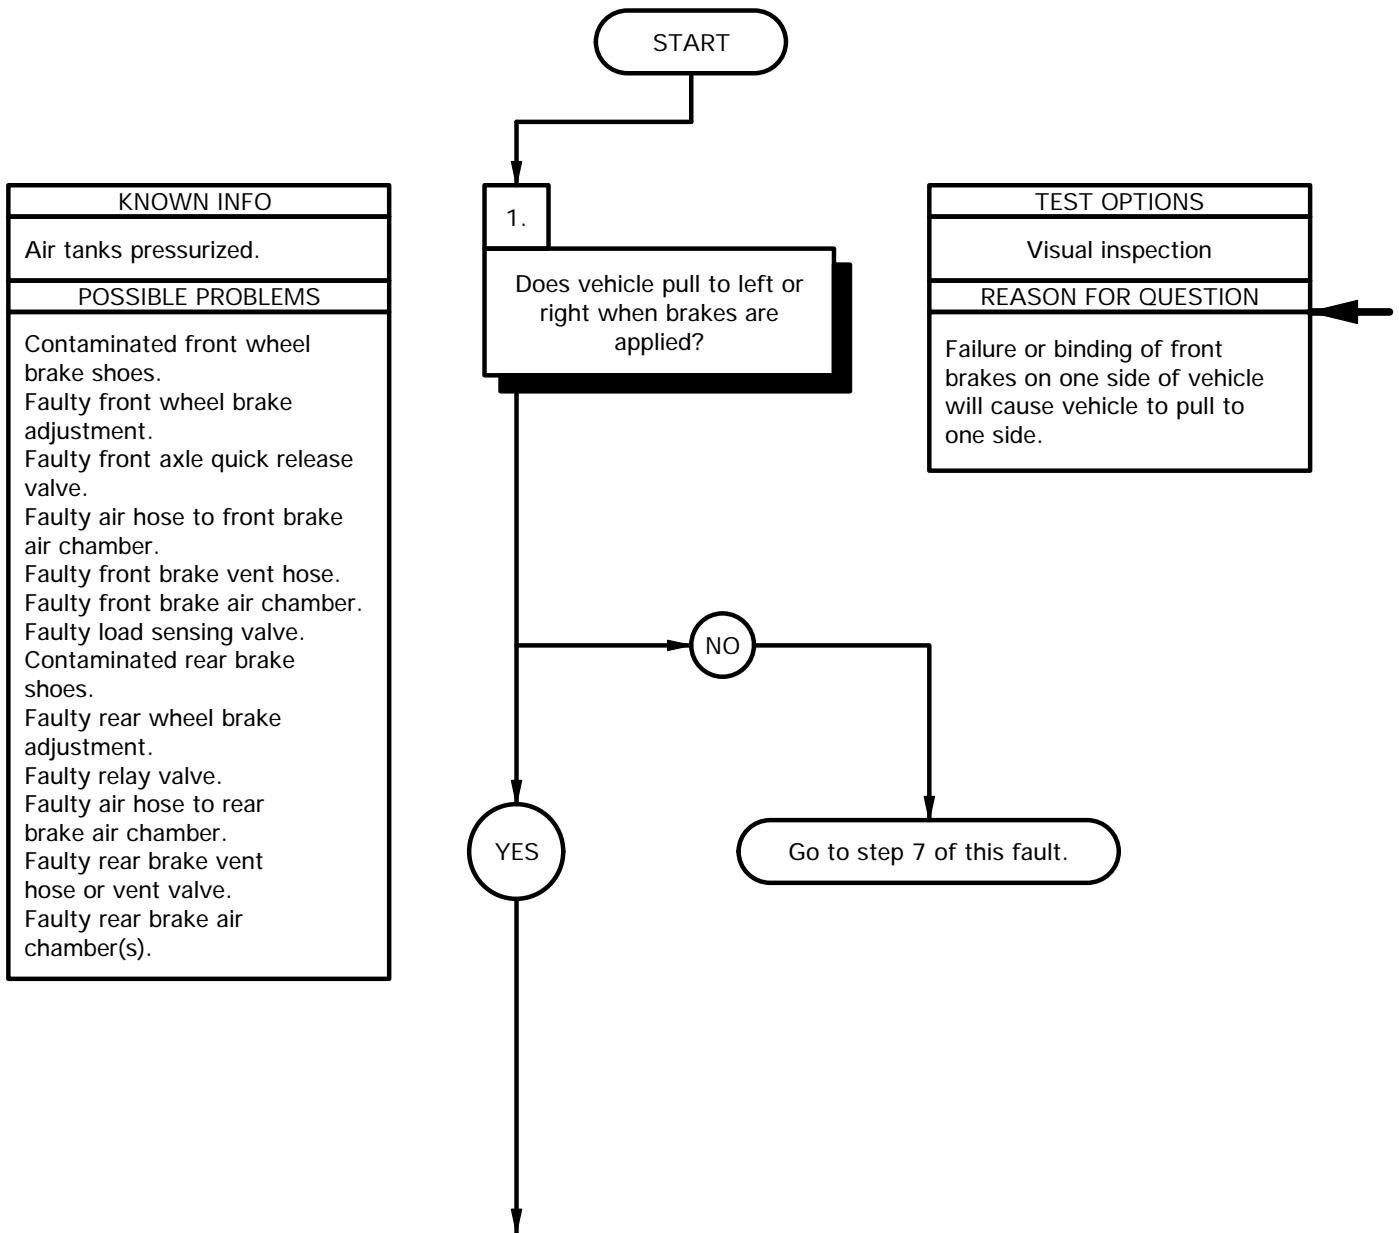 START
KNOWN INFO
Air tanks pressurized.
POSSIBLE PROBLEMS
Contaminated front wheel
brake shoes.
Faulty front wheel brake
adjustment.
Faulty front axle quick release
valve.
Faulty air hose to front brake
air chamber.
Faulty front brake vent hose.
Faulty front brake air chamber.
Faulty load sensing valve.
Contaminated rear brake
shoes.
Faulty rear wheel brake
adjustment.
Faulty relay valve.
Faulty air hose to rear
brake air chamber.
Faulty rear brake vent
hose or vent valve.
Faulty rear brake air
chamber(s).
1.
Does vehicle pull to left or
right when brakes are
applied?
TEST OPTIONS
Visual inspection
REASON FOR QUESTION
Failure or binding of front
brakes on one side of vehicle
will cause vehicle to pull to
one side.
NO
YES
Go to step 7 of this fault.